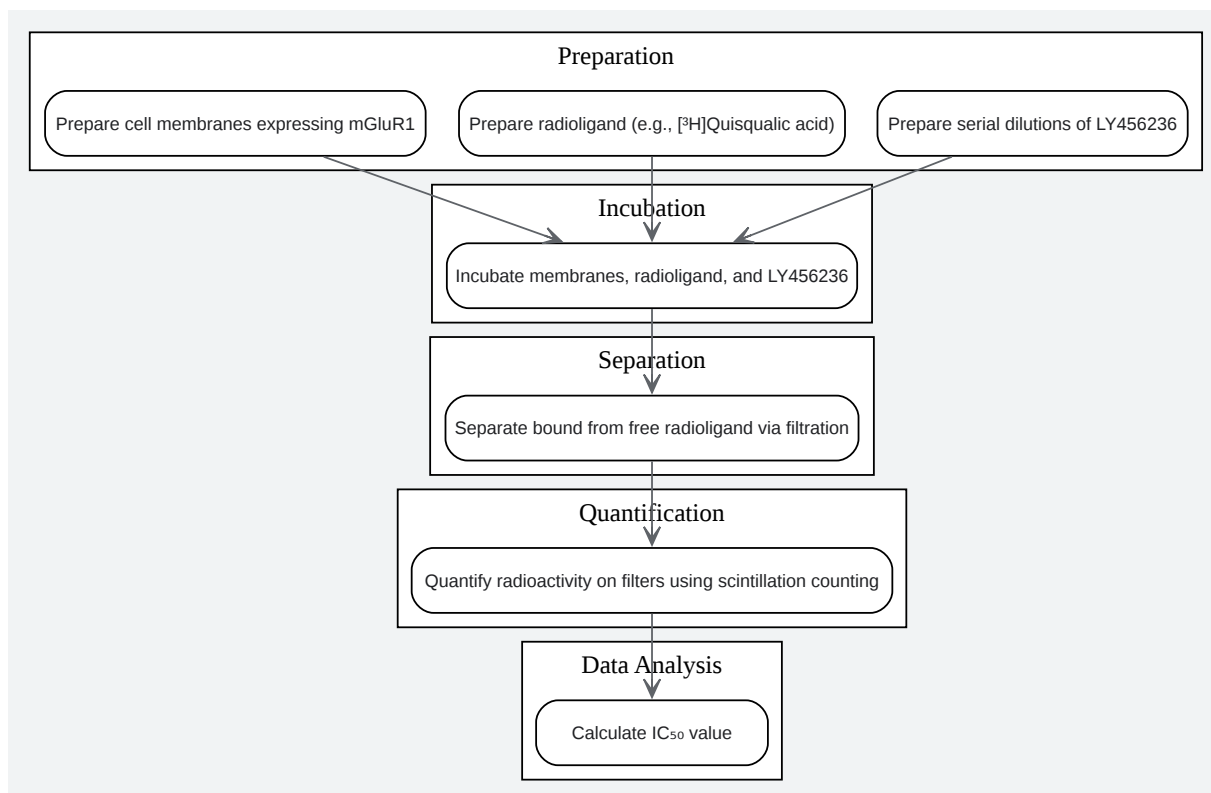 Preparation
Prepare cell membranes expressing mGluR1
Prepare radioligand (e.g., [³H]Quisqualic acid)
Prepare serial dilutions of LY456236
Incubation
Incubate membranes, radioligand, and LY456236
Separation
Separate bound from free radioligand via filtration
Quantification
Quantify radioactivity on filters using scintillation counting
Data Analysis
Calculate IC₅₀ value